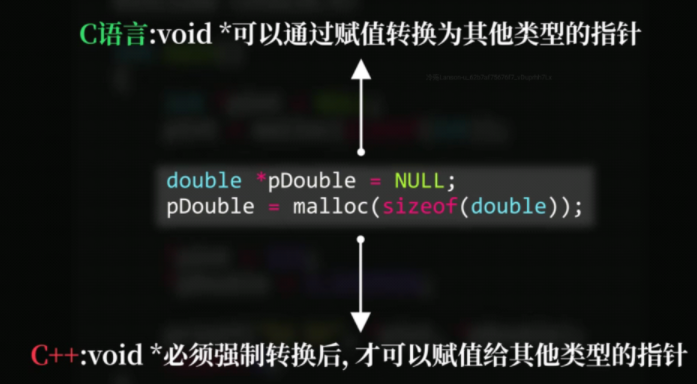 C语言:void *可以通过赋值转换为其他类型的指针
double *pDouble = NULL;
pDouble = malloc(sizeof(double));
C++:void *必须强制转换后, 才可以赋值给其他类型的指针